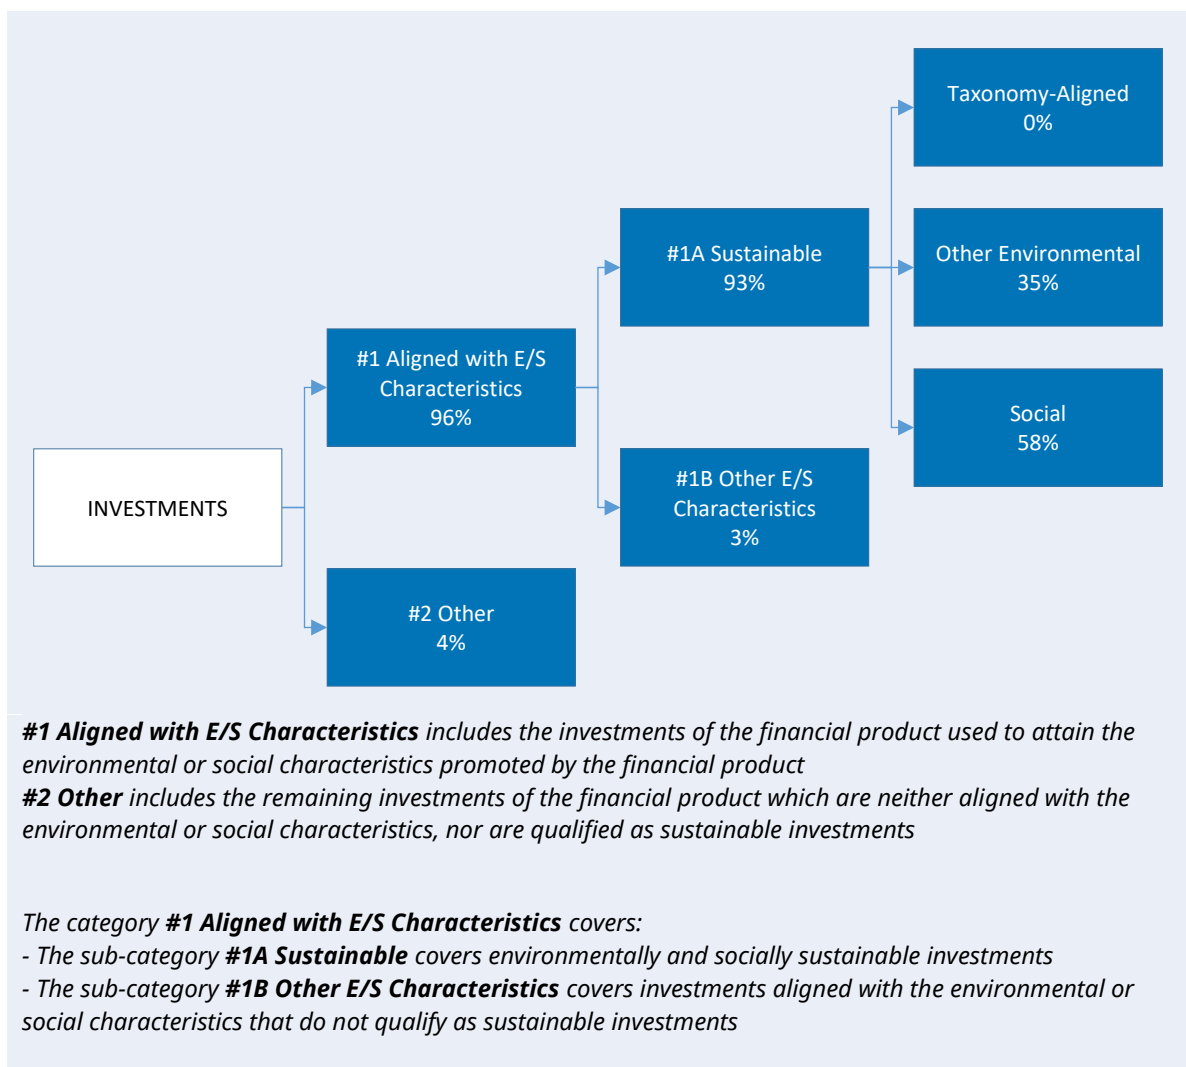 Taxonomy-Aligned
0%
#1A Sustainable
93%
Other Environmental
35%
#1 Aligned with E/S
Characteristics
96%
Social
58%
INVESTMENTS
#1B Other E/S
Characteristics
3%
#2 Other
4%
#1 Aligned with E/S Characteristics includes the investments of the financial product used to attain the
environmental or social characteristics promoted by the financial product
#2 Other includes the remaining investments of the financial product which are neither aligned with the
environmental or social characteristics, nor are qualified as sustainable investments
The category #1 Aligned with E/S Characteristics covers:
- The sub-category #1A Sustainable covers environmentally and socially sustainable investments
- The sub-category #1B Other E/S Characteristics covers investments aligned with the environmental or
social characteristics that do not qualify as sustainable investments